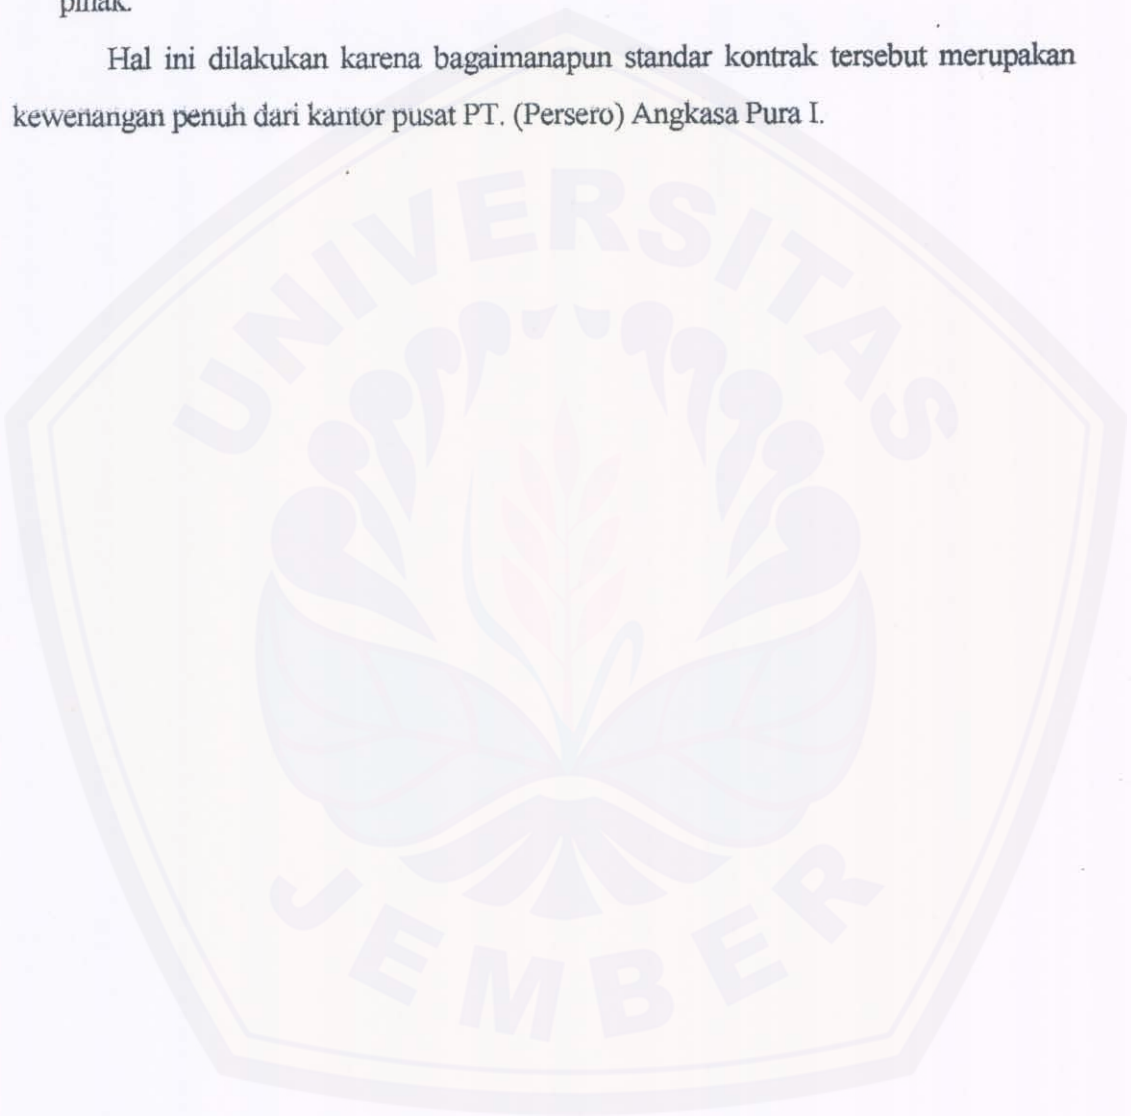 pihak.
Hal ini dilakukan karena bagaimanapun standar kontrak tersebut merupakan
kewenangan penuh dari kantor pusat PT. (Persero) Angkasa Pura I.
UNIVERSITAS
JEMBER